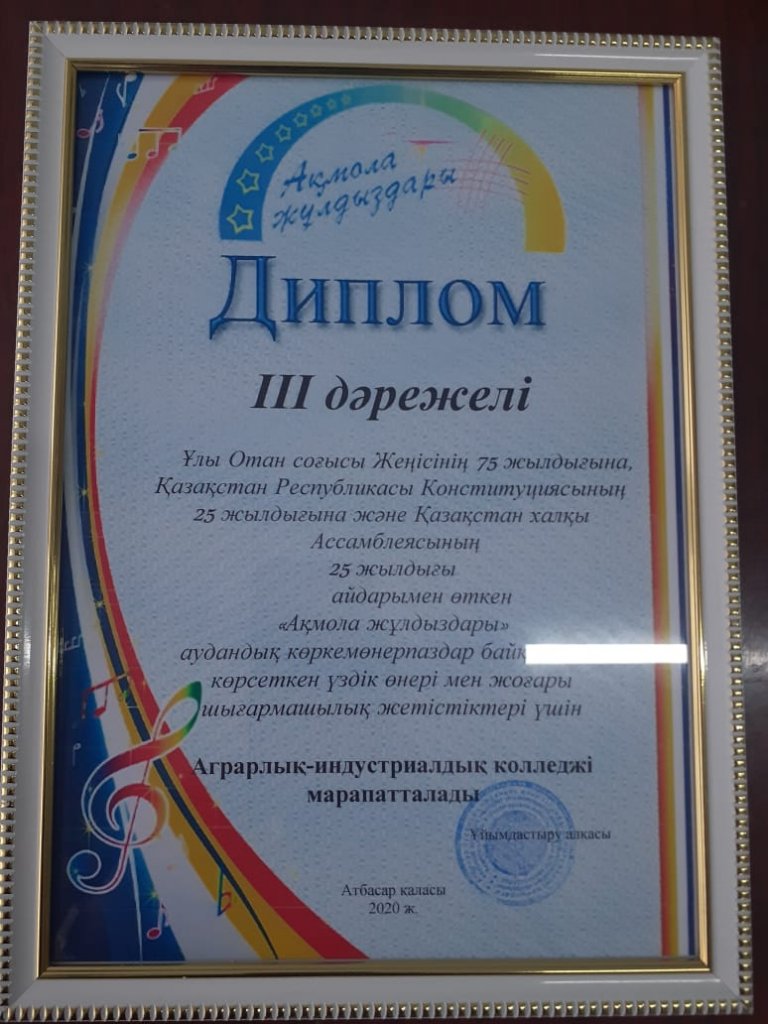 Ақмола
жұлдыздары
Диплом
III дәрежелі
Ұлы Отан соғысы Жеңісінің 75 жылдығына,
Қазақстан Республикасы Конституциясының
25 жылдығына және Қазақстан халқы
Ассамблеясының
25 жылдығы
айдарымен өткен
«Ақмола жұлдыздары»
аудандық көркемөнерпаздар
көрсеткен үздік өнері мен жоғары
шығармашылық жетістіктері үшін
Аграрлық-индустриалдық колледжі
марапатталады
Ұйымдастыру алқасы
Атбасар қаласы
2020 ж.